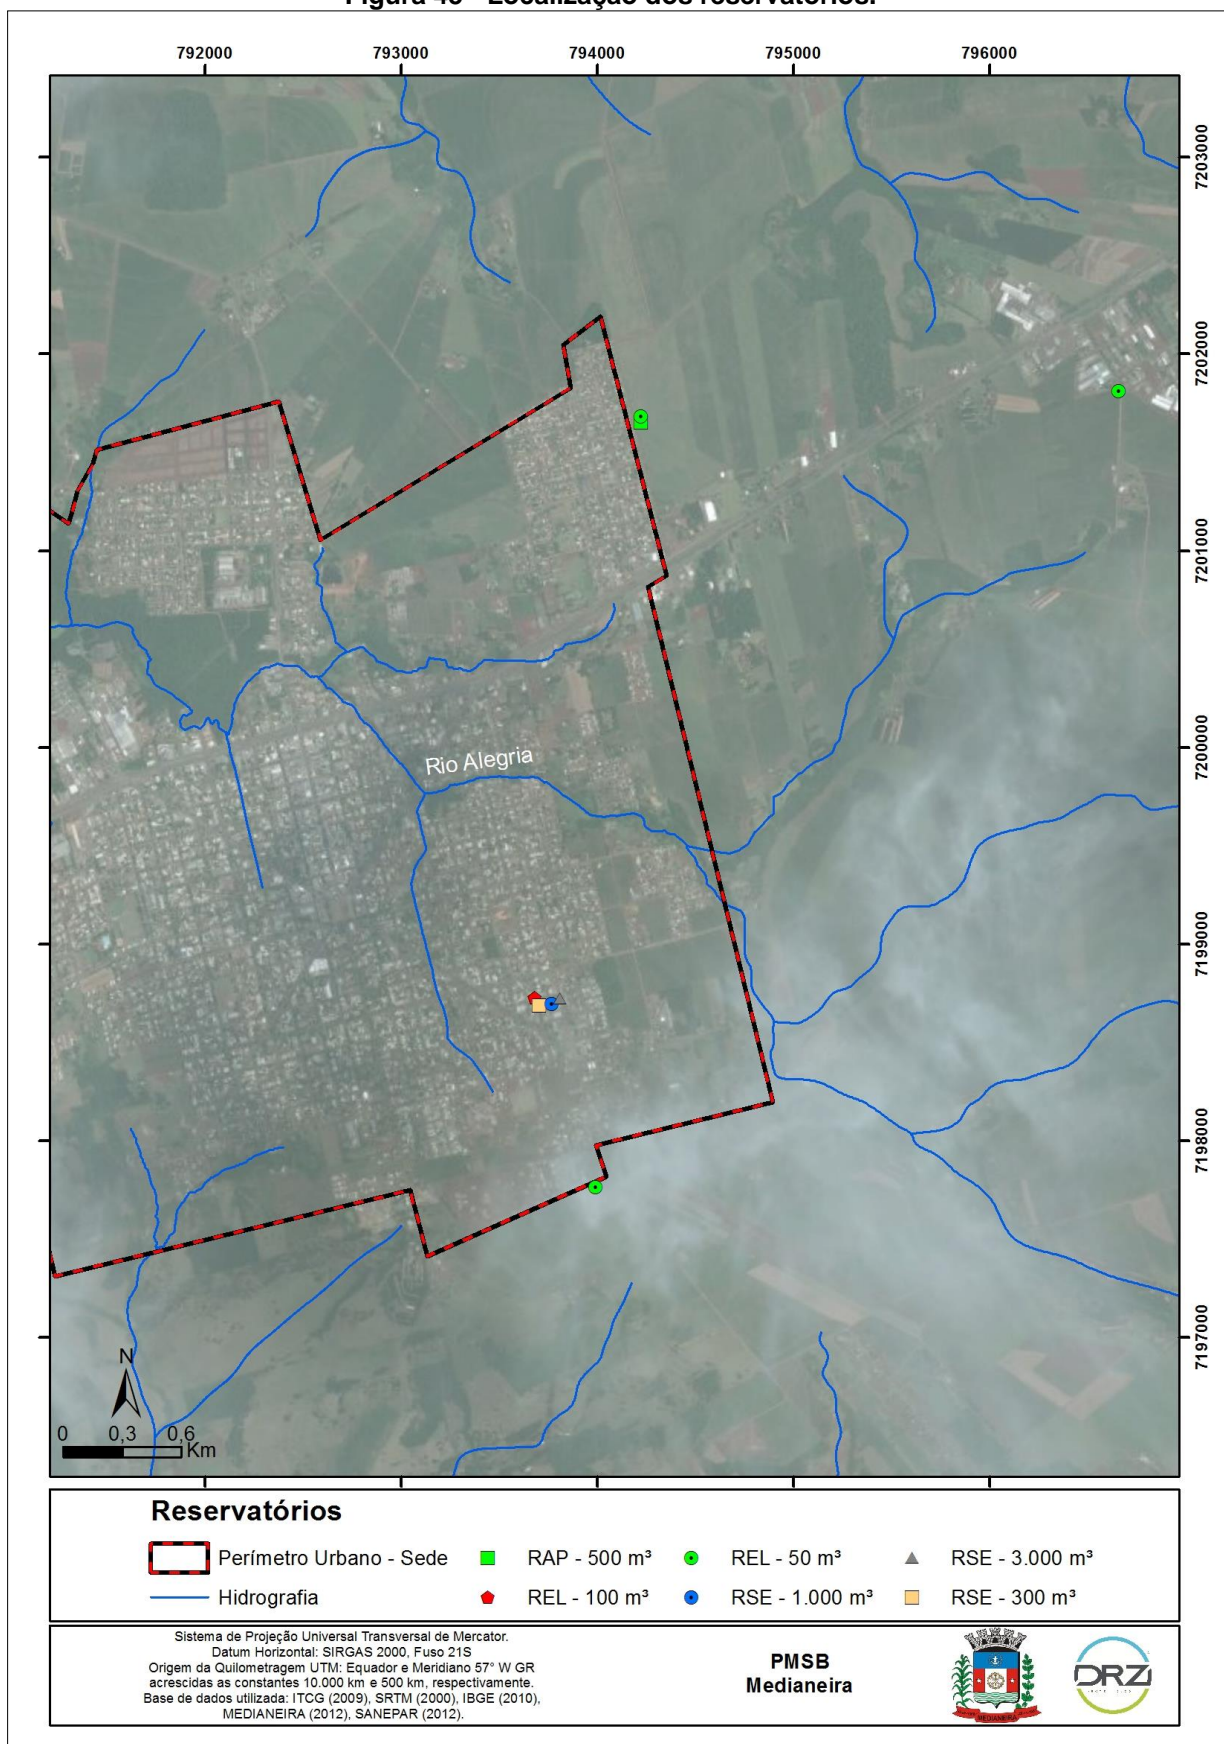 Figura 46 - Localização dos reservatórios.
792000 793000 794000 795000 796000
7203000
7202000
7201000
7200000
7199000
7198000
7197000
Rio Alegria
N
0 0,3 0,6
Km
Reservatórios
Perímetro Urbano - Sede
RAP - 500 m³
REL - 50 m³
RSE - 3.000 m³
Hidrografia
REL - 100 m³
RSE - 1.000 m³
RSE - 300 m³
Sistema de Projeção Universal Transversal de Mercator.
Datum Horizontal: SIRGAS 2000, Fuso 21S
Origem da Quilometragem UTM: Equador e Meridiano 57° W GR
acrescidas as constantes 10.000 km e 500 km, respectivamente.
Base de dados utilizada: ITCG (2009), SRTM (2000), IBGE (2010),
MEDIANEIRA (2012), SANEPAR (2012).
PMSB
Medianeira
MEDIANEIRA
DRZ